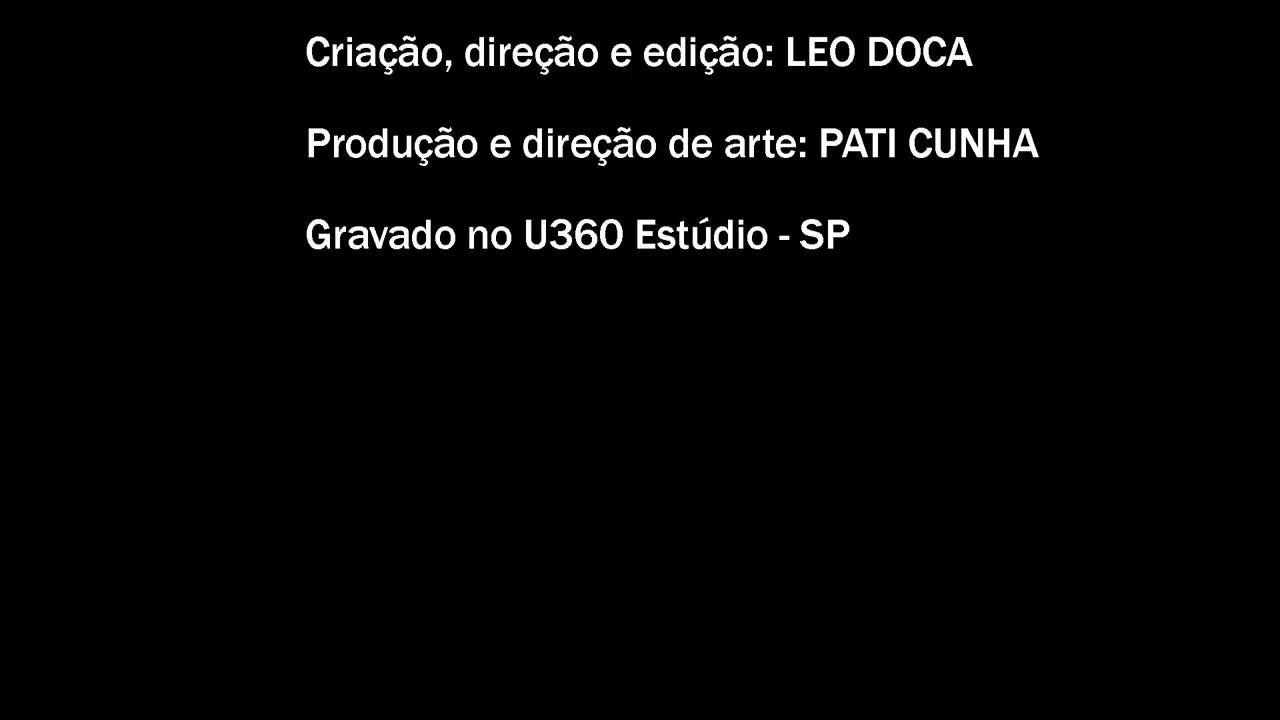 Criação, direção e edição: LEO DOCA
Produção e direção de arte: PATI CUNHA
Gravado no U360 Estúdio - SP